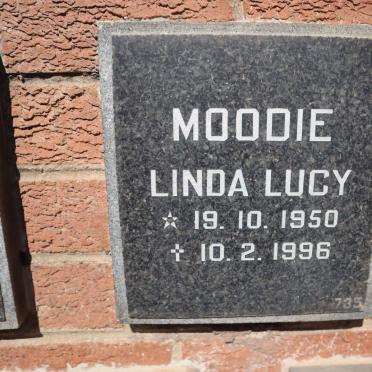 MOODIE
LINDA LUCY
☆ 19. 10. 1950
✝ 10. 2. 1996
735